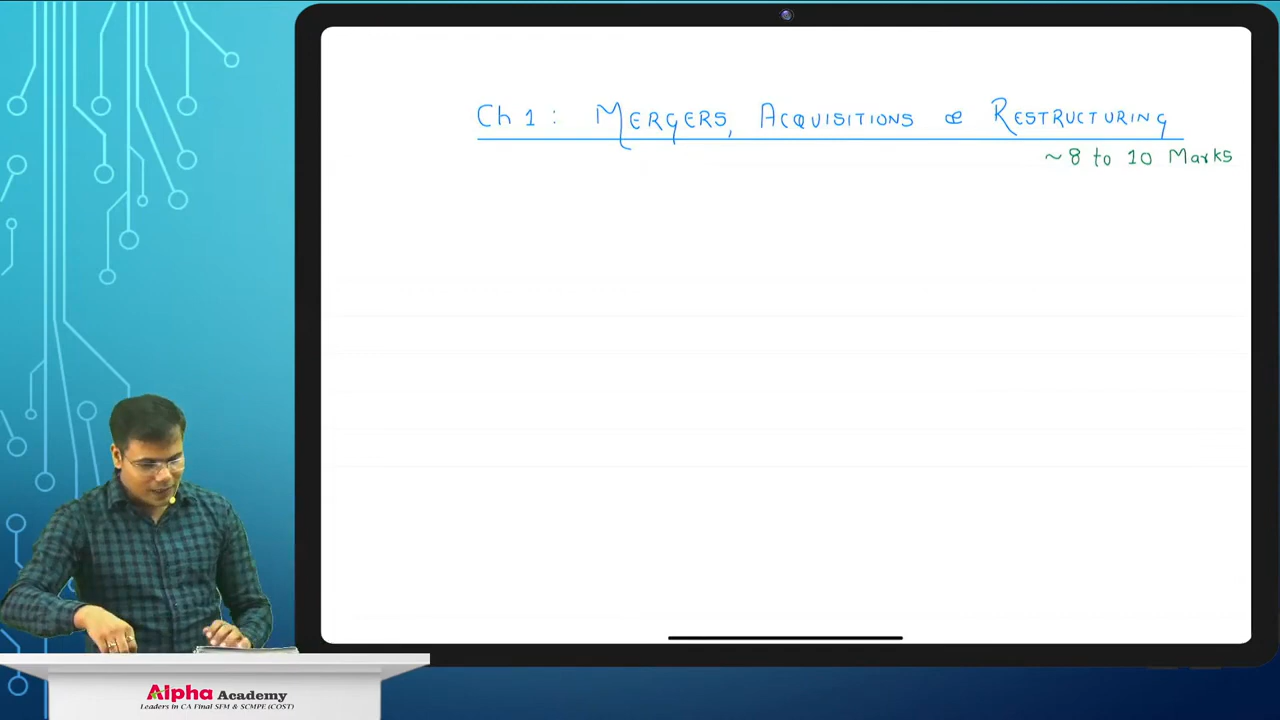 Ch 1 : MERGERS, ACQUISITIONS & RESTRUCTURING
~ 8 to 10 Marks
Alpha Academy
Leaders in CA Final SFM & SCMPE (COST)